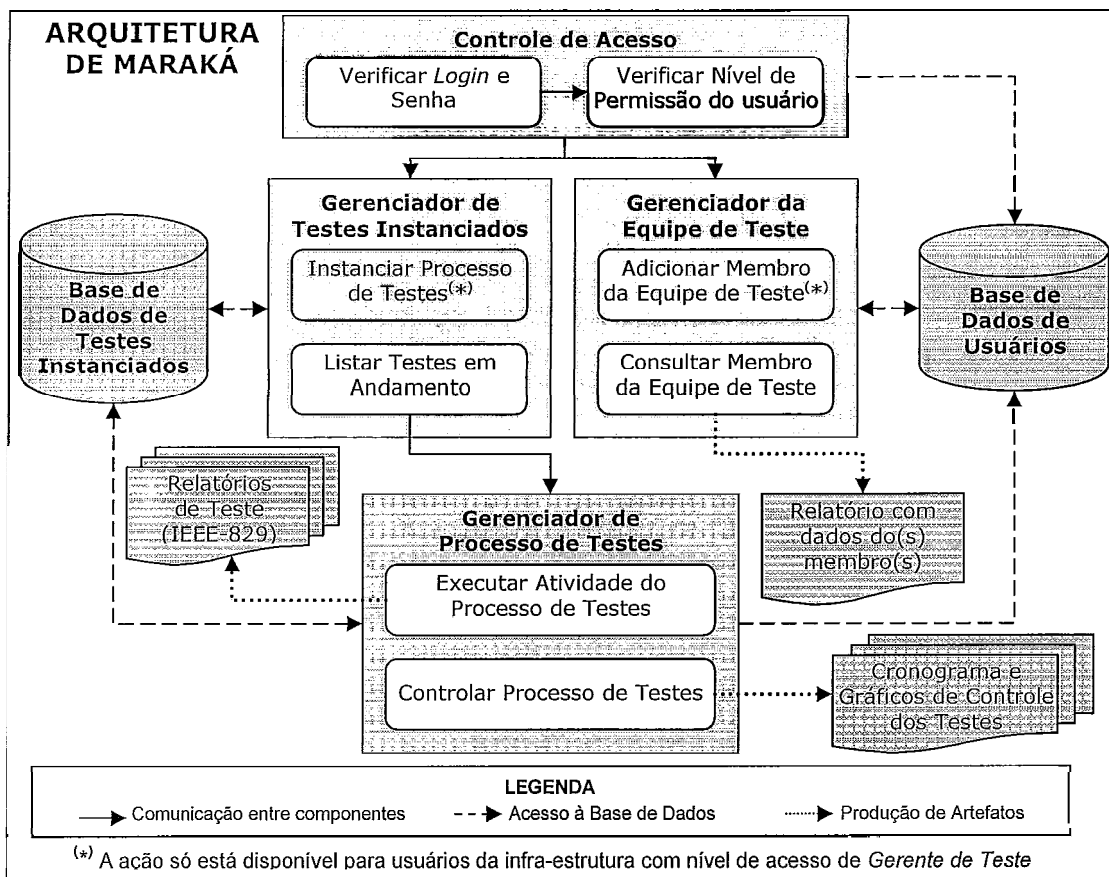 ARQUITETURA
DE MARAKÁ
Controle de Acesso
Verificar Login e
Senha
Verificar Nível de
Permissão do usuário
Gerenciador de
Testes Instanciados
Instanciar Processo
de Testes(*)
Listar Testes em
Andamento
Gerenciador da
Equipe de Teste
Adicionar Membro
da Equipe de Teste(*)
Consultar Membro
da Equipe de Teste
Base de
Dados de
Testes
Instanciados
Base de
Dados de
Usuários
Relatórios
de Teste
(IEEE-829)
Gerenciador de
Processo de Testes
Executar Atividade do
Processo de Testes
Controlar Processo de Testes
Relatório com
dados do(s)
membro(s)
Cronograma e
Gráficos de Controle
dos Testes
LEGENDA
Comunicação entre componentes
Acesso à Base de Dados
Produção de Artefatos
(*) A ação só está disponível para usuários da infra-estrutura com nível de acesso de Gerente de Teste